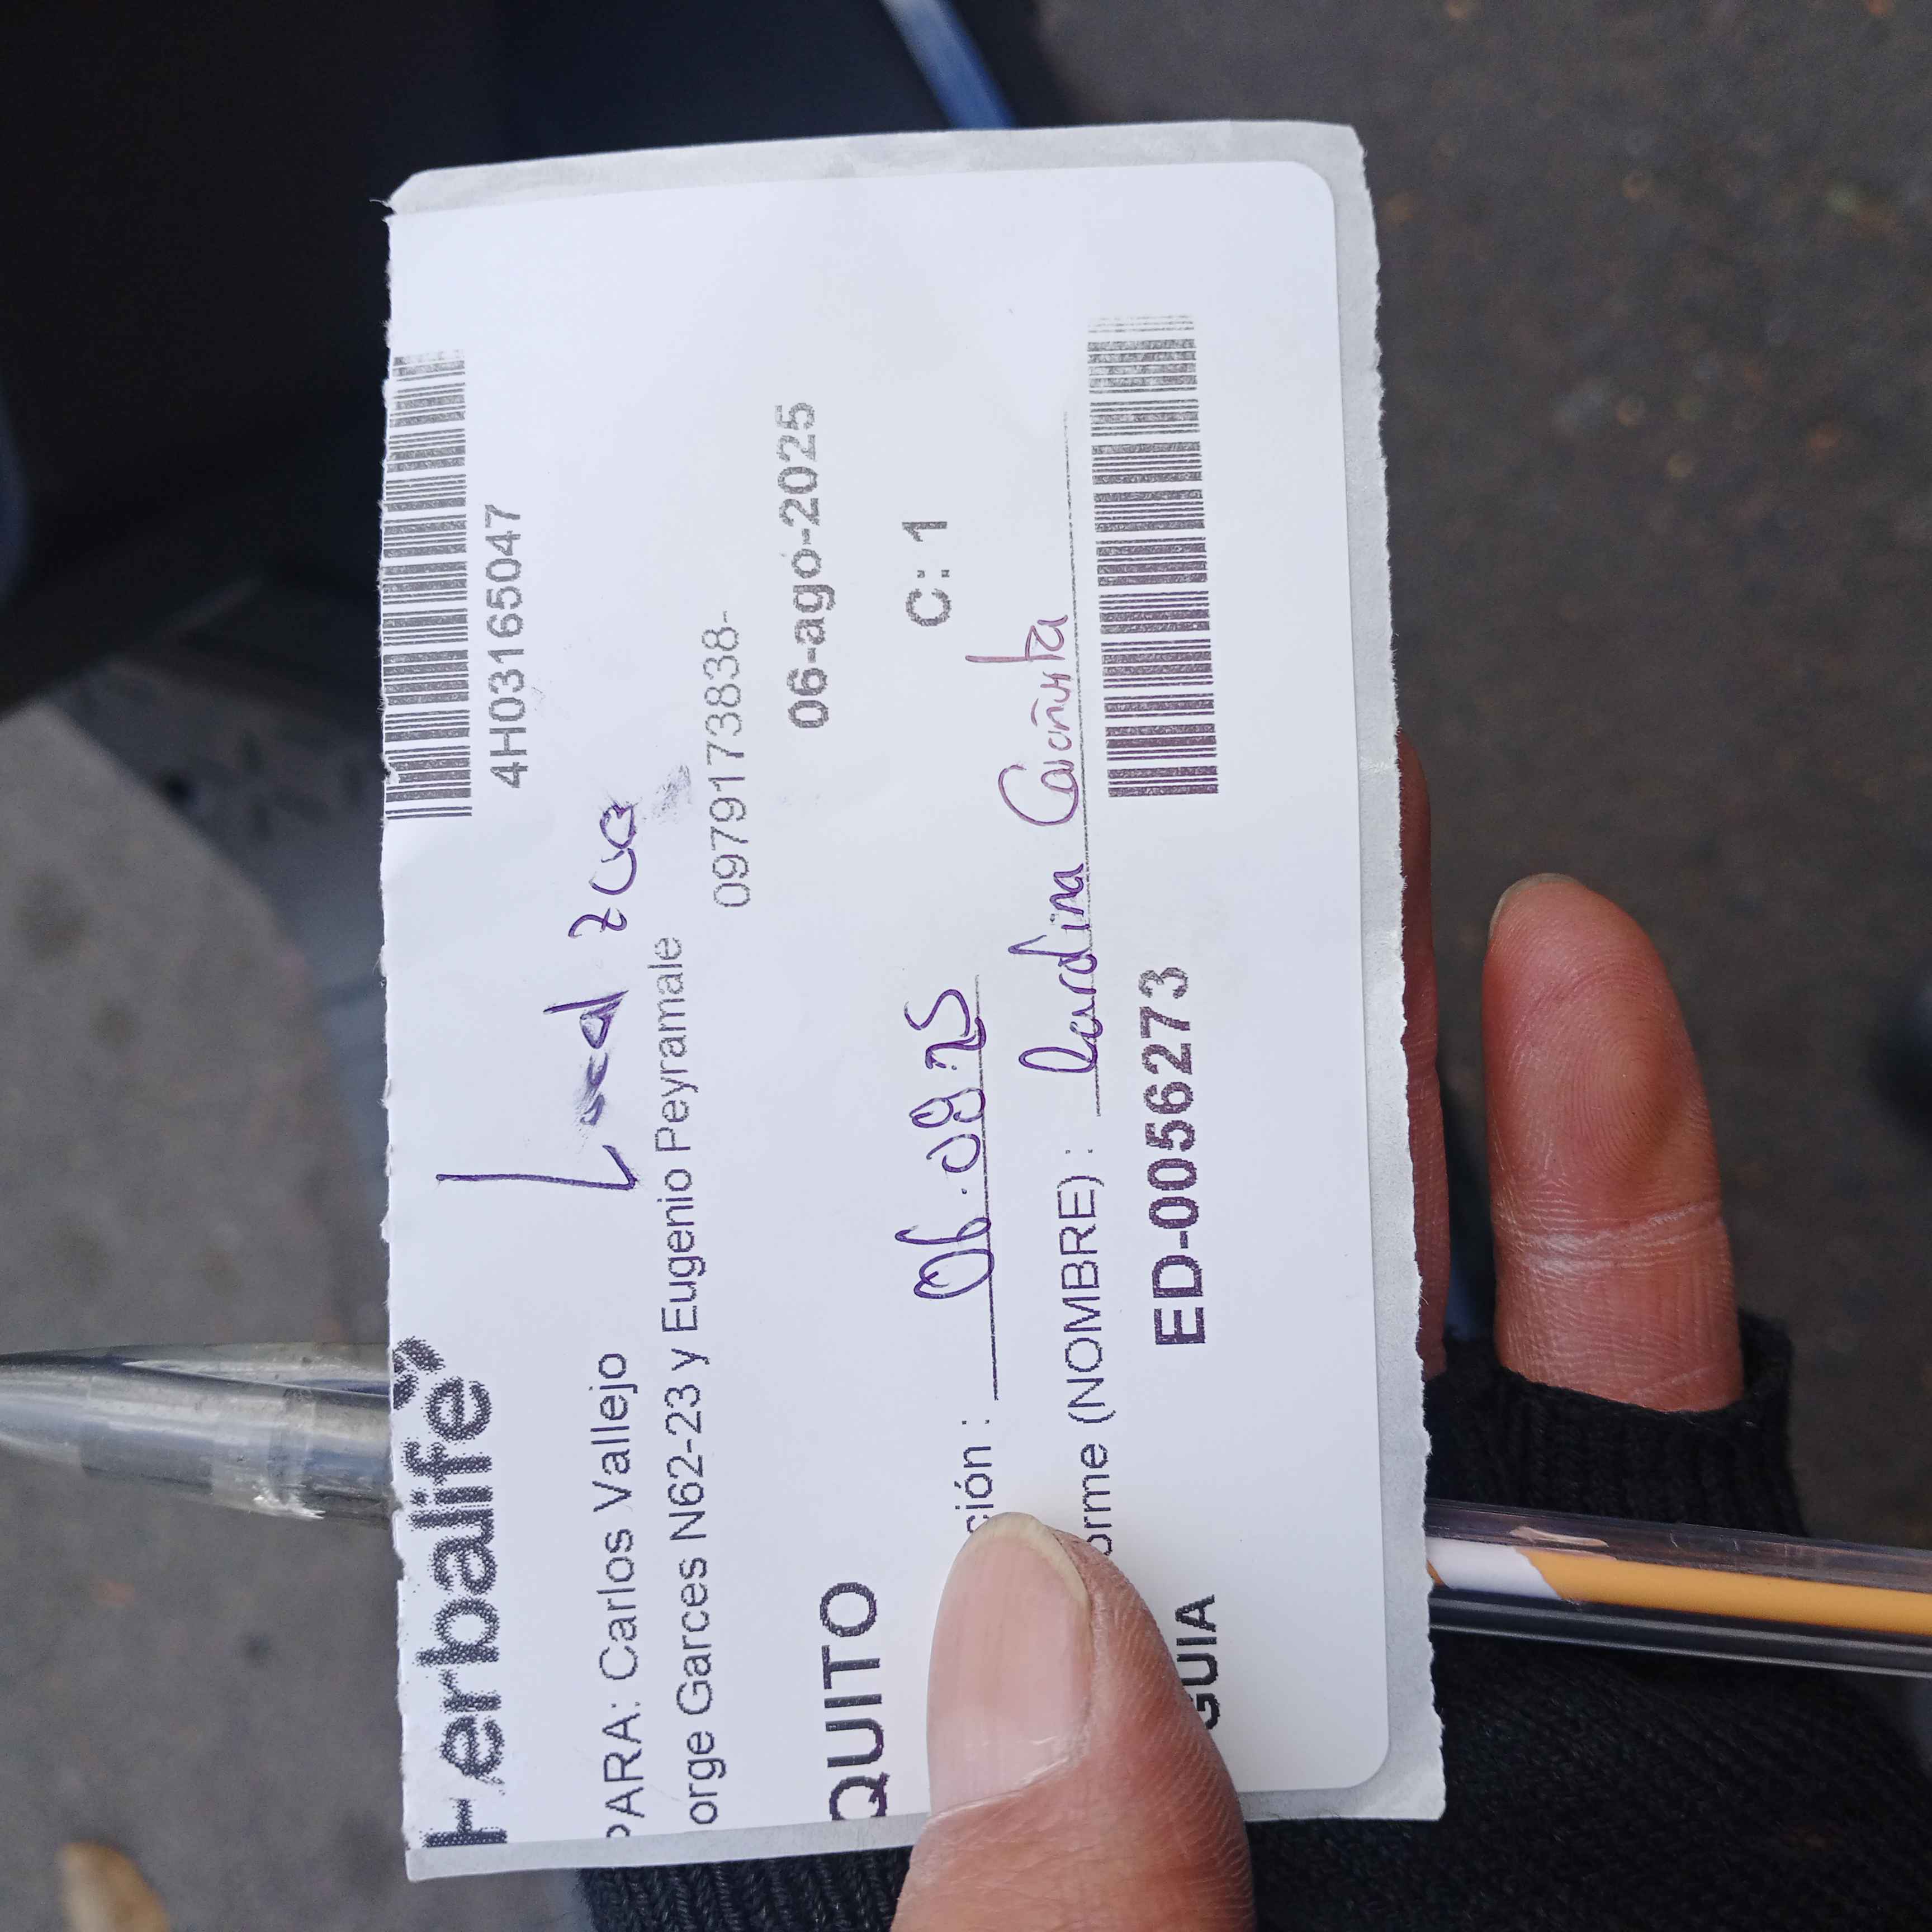 Herbalife
4H03165047
PARA: Carlos Vallejo
orge Garces N62-23 y Eugenio Peyramale
0979173838-
QUITO
06-ago-2025
ción : 06.08.25
C: 1
orme (NOMBRE) : Carolina
GUIA
ED-0056273